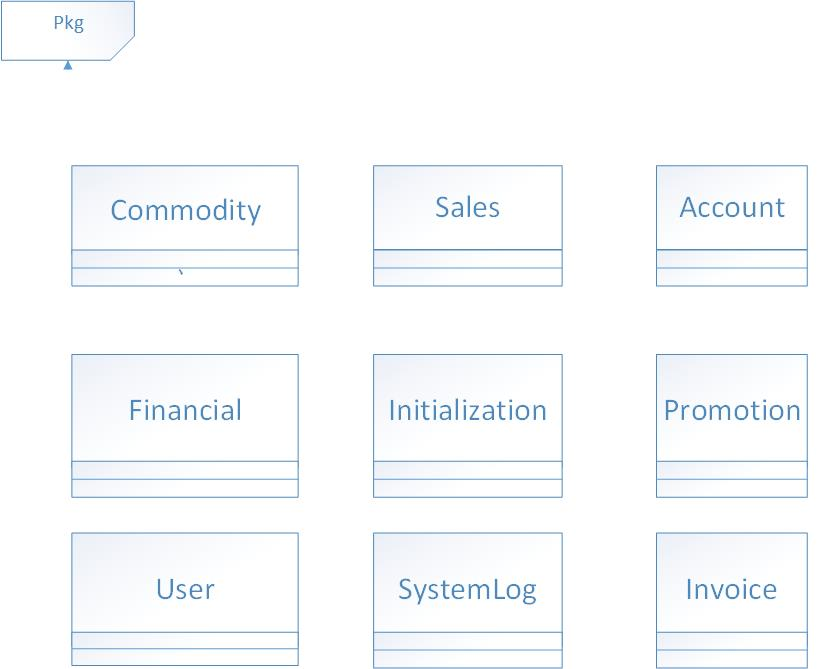 Pkg
Commodity
Sales
Account
Financial
Initialization
Promotion
User
SystemLog
Invoice